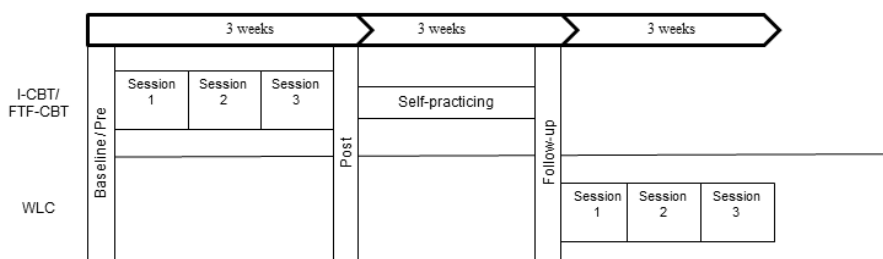 3 weeks
3 weeks
3 weeks
I-CBT/
FTF-CBT
Baseline/Pre
Session
1
Session
2
Session
3
Post
Self-practicing
Follow-up
WLC
Session
1
Session
2
Session
3